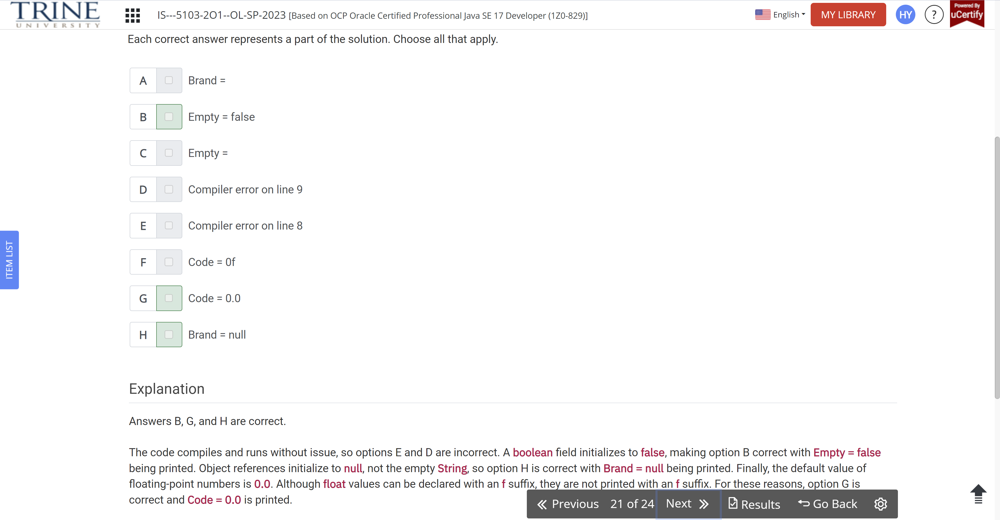 TRINE
UNIVERSITY
IS---5103-2O1--OL-SP-2023 [Based on OCP Oracle Certified Professional Java SE 17 Developer (1Z0-829)]
English
MY LIBRARY
HY
?
Powered By
uCertify
Each correct answer represents a part of the solution. Choose all that apply.
A Brand =
B Empty = false
C Empty =
D Compiler error on line 9
E Compiler error on line 8
F Code = 0f
G Code = 0.0
H Brand = null
ITEM LIST
Explanation
Answers B, G, and H are correct.
The code compiles and runs without issue, so options E and D are incorrect. A boolean field initializes to false, making option B correct with Empty = false
being printed. Object references initialize to null, not the empty String, so option H is correct with Brand = null being printed. Finally, the default value of
floating-point numbers is 0.0. Although float values can be declared with an f suffix, they are not printed with an f suffix. For these reasons, option G is
correct and Code = 0.0 is printed.
Previous 21 of 24 Next Results Go Back